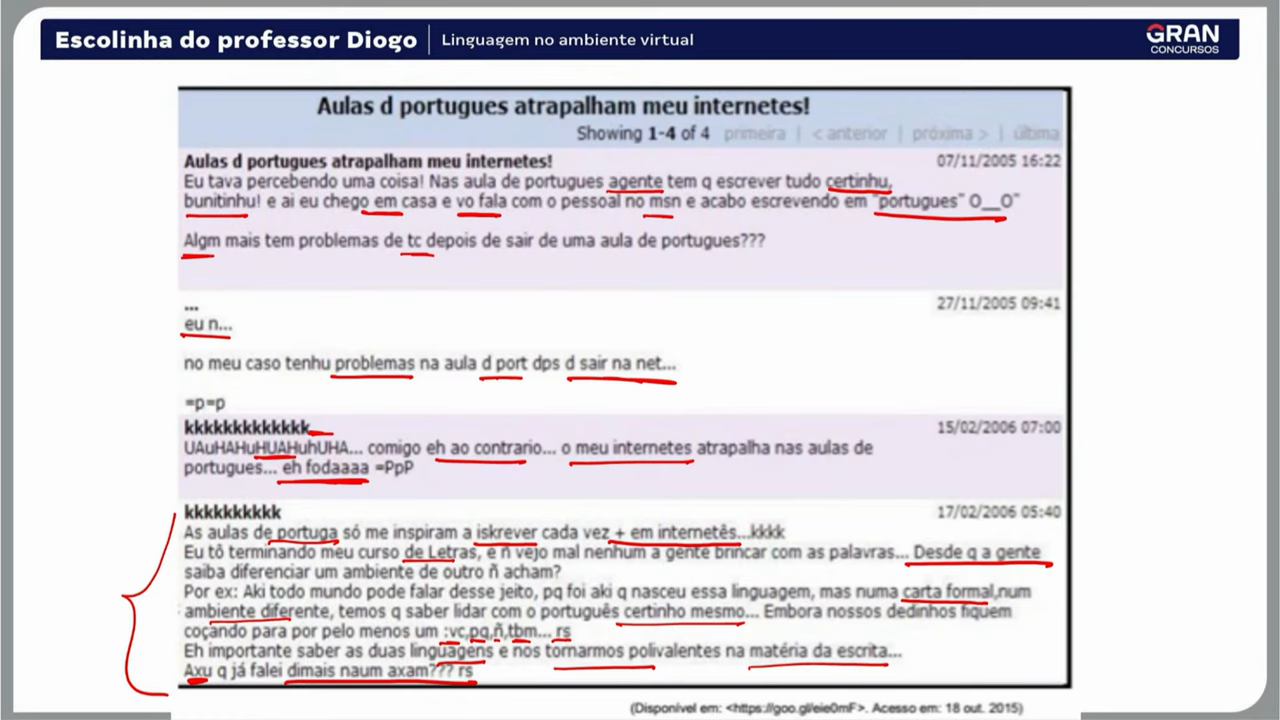 Escolinha do professor Diogo | Linguagem no ambiente virtual
GRAN
CONCURSOS
Aulas d portugues atrapalham meu internetes!
Showing 1-4 of 4 primeira | < anterior | próxima > | última
Aulas d portugues atrapalham meu internetes! 07/11/2005 16:22
Eu tava percebendo uma coisa! Nas aula de portugues agente tem q escrever tudo certinhu,
bunitinhu! e ai eu chego em casa e vo fala com o pessoal no msn e acabo escrevendo em "portugues" O__O"
Algm mais tem problemas de tc depois de sair de uma aula de portugues???
... 27/11/2005 09:41
eu n...
no meu caso tenhu problemas na aula d port dps d sair na net...
=p=p
kkkkkkkkkkkkk 15/02/2006 07:00
UAuHAHuHUAHuhUHA... comigo eh ao contrario... o meu internetes atrapalha nas aulas de
portugues... eh fodaaaa =PpP
kkkkkkkkkk 17/02/2006 05:40
As aulas de portuga só me inspiram a iskrever cada vez + em internetês...kkkk
Eu tô terminando meu curso de Letras, e ñ vejo mal nenhum a gente brincar com as palavras... Desde q a gente
saiba diferenciar um ambiente de outro ñ acham?
Por ex: Aki todo mundo pode falar desse jeito, pq foi aki q nasceu essa linguagem, mas numa carta formal,num
ambiente diferente, temos q saber lidar com o português certinho mesmo... Embora nossos dedinhos fiquem
coçando para por pelo menos um :vc,pq,ñ,tbm... rs
Eh importante saber as duas linguagens e nos tornarmos polivalentes na matéria da escrita...
Axu q já falei dimais naum axam??? rs
(Disponível em: <https://goo.gl/eie0mF>. Acesso em: 18 out. 2015)